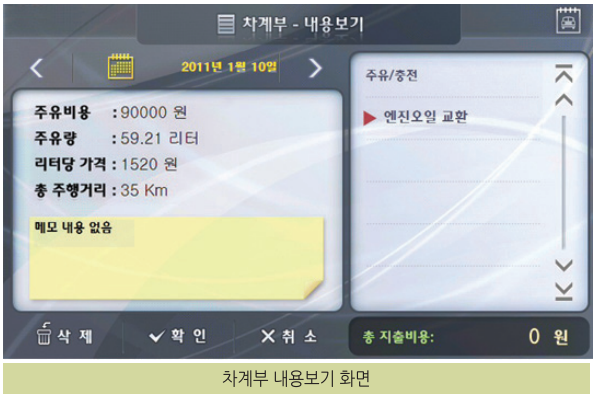 차계부 - 내용보기
2011년 1월 10일
주유비용 : 90000 원
주유량 : 59.21 리터
리터당 가격 : 1520 원
총 주행거리 : 35 Km
메모 내용 없음
주유/충전
엔진오일 교환
삭 제
확 인
취 소
총 지출비용: 0 원
차계부 내용보기 화면